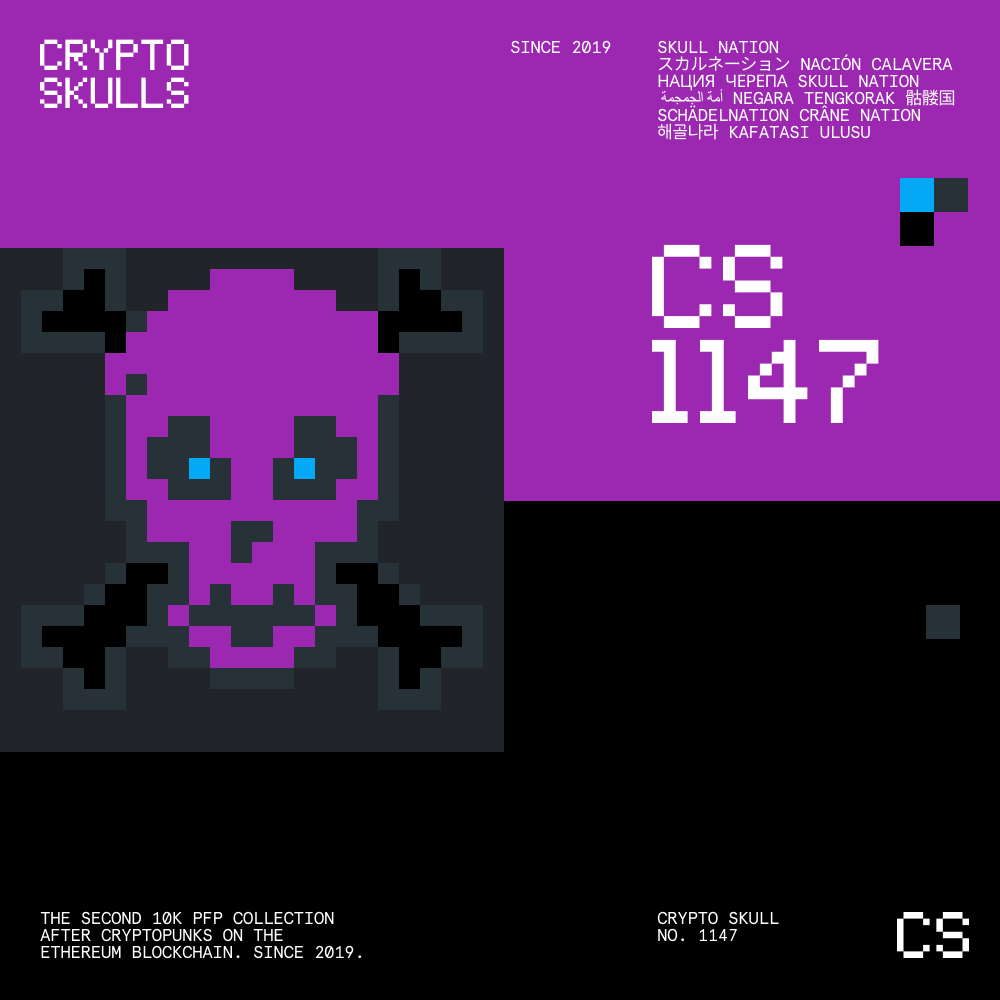 CRYPTO
SKULLS
SINCE 2019
SKULL NATION
スカルネーション NACIÓN CALAVERA
НАЦИЯ ЧЕРЕПА SKULL NATION
أمة الجمجمة NEGARA TENGKORAK 骷髅国
SCHÄDELNATION CRÂNE NATION
해골나라 KAFATASI ULUSU
CS
1147
THE SECOND 10K PFP COLLECTION
AFTER CRYPTOPUNKS ON THE
ETHEREUM BLOCKCHAIN. SINCE 2019.
CRYPTO SKULL
NO. 1147
CS